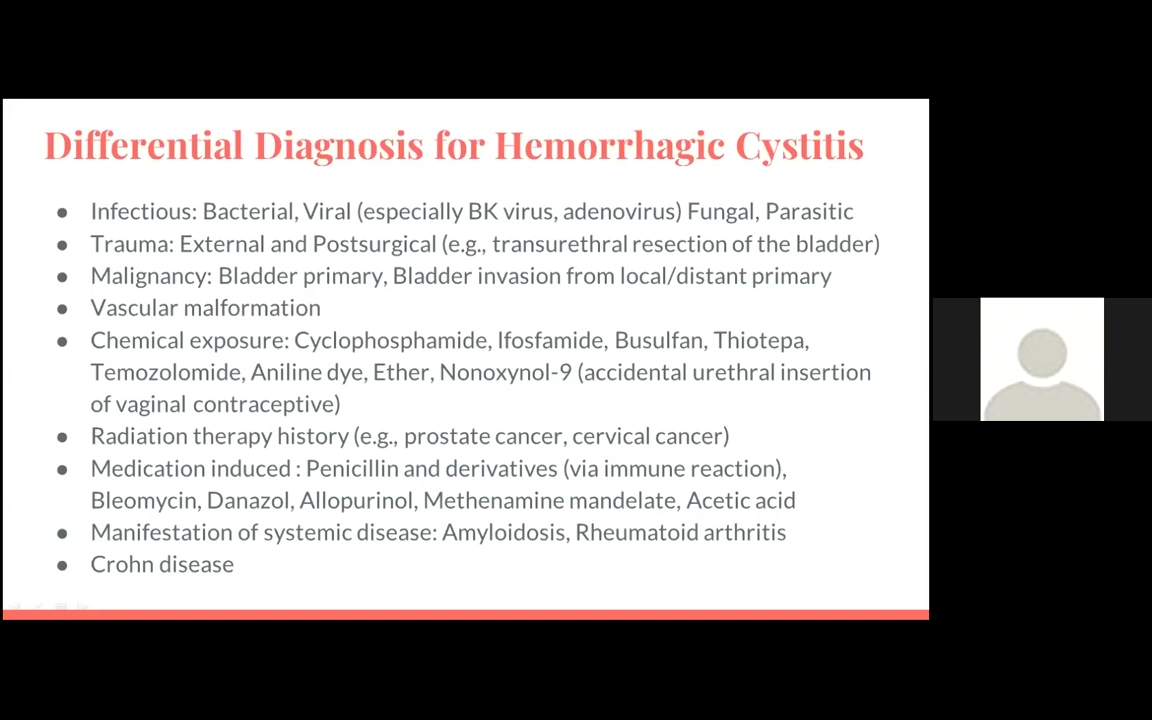 Differential Diagnosis for Hemorrhagic Cystitis
● Infectious: Bacterial, Viral (especially BK virus, adenovirus) Fungal, Parasitic
● Trauma: External and Postsurgical (e.g., transurethral resection of the bladder)
● Malignancy: Bladder primary, Bladder invasion from local/distant primary
● Vascular malformation
● Chemical exposure: Cyclophosphamide, Ifosfamide, Busulfan, Thiotepa,
Temozolomide, Aniline dye, Ether, Nonoxynol-9 (accidental urethral insertion
of vaginal contraceptive)
● Radiation therapy history (e.g., prostate cancer, cervical cancer)
● Medication induced : Penicillin and derivatives (via immune reaction),
Bleomycin, Danazol, Allopurinol, Methenamine mandelate, Acetic acid
● Manifestation of systemic disease: Amyloidosis, Rheumatoid arthritis
● Crohn disease